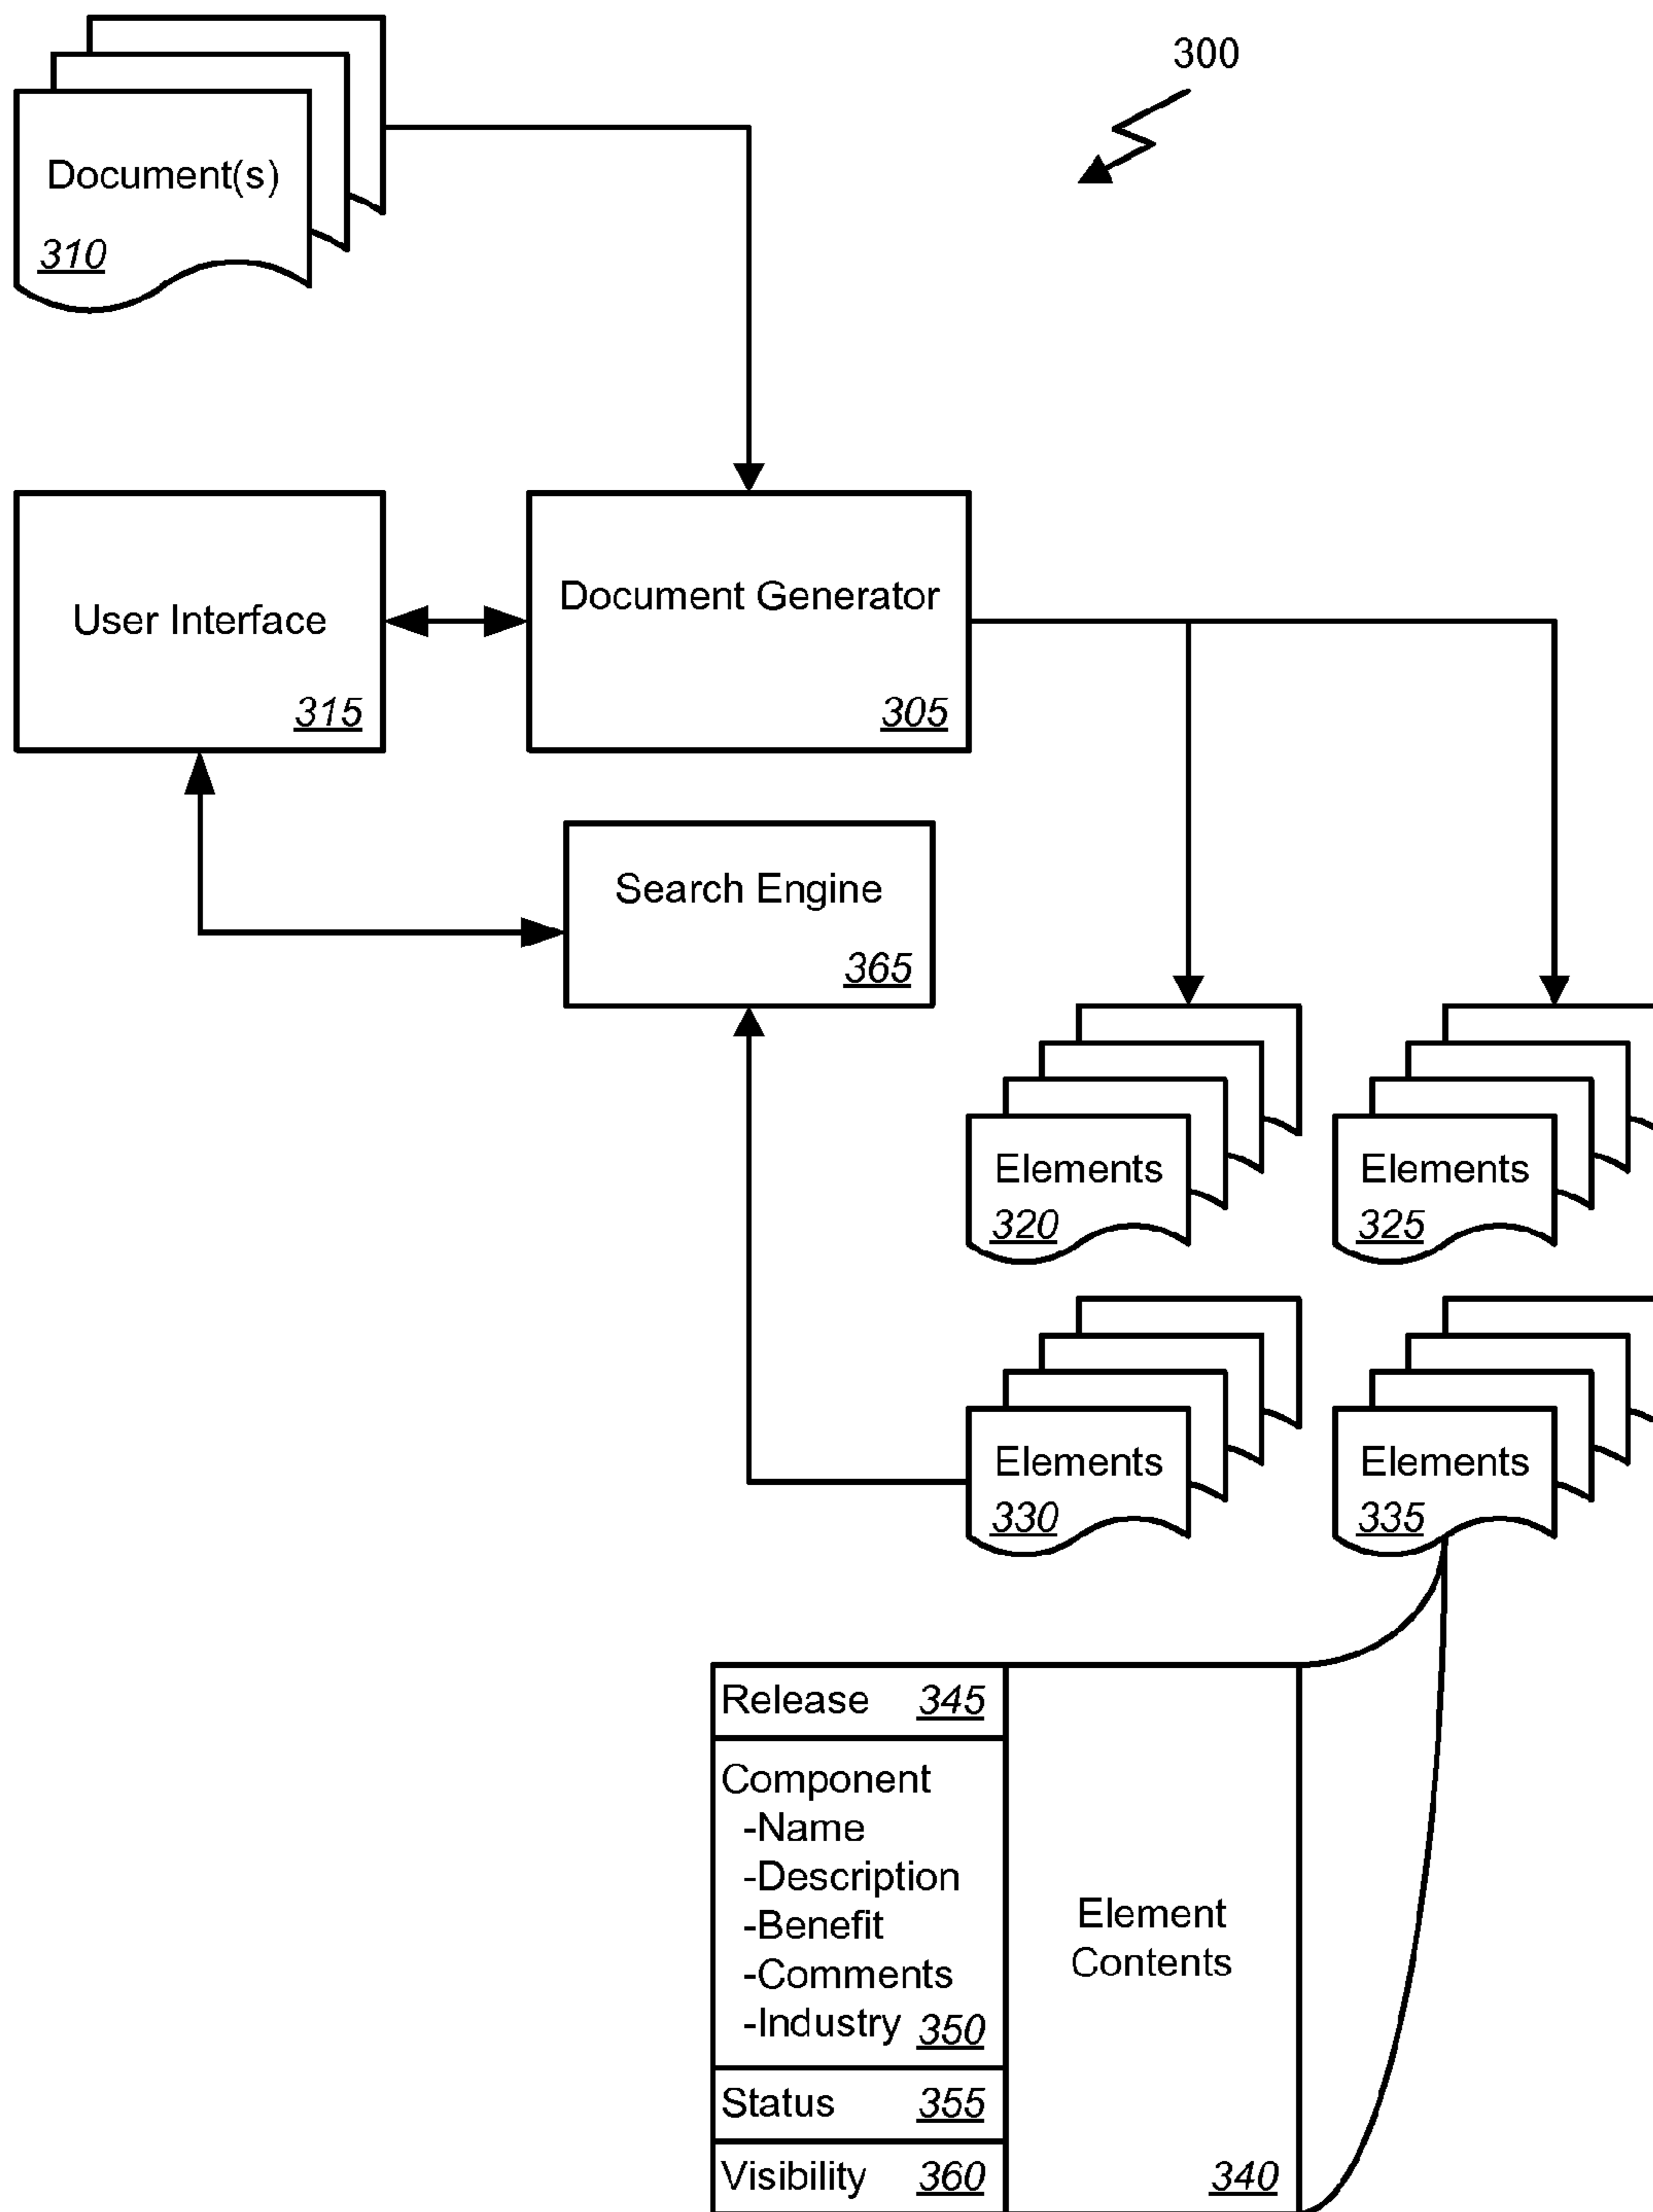 300
Document(s)
310
User Interface
315
Document Generator
305
Search Engine
365
Elements
320
Elements
325
Elements
330
Elements
335
Release 345
Component
-Name
-Description
-Benefit
-Comments
-Industry 350
Status 355
Visibility 360
Element
Contents
340